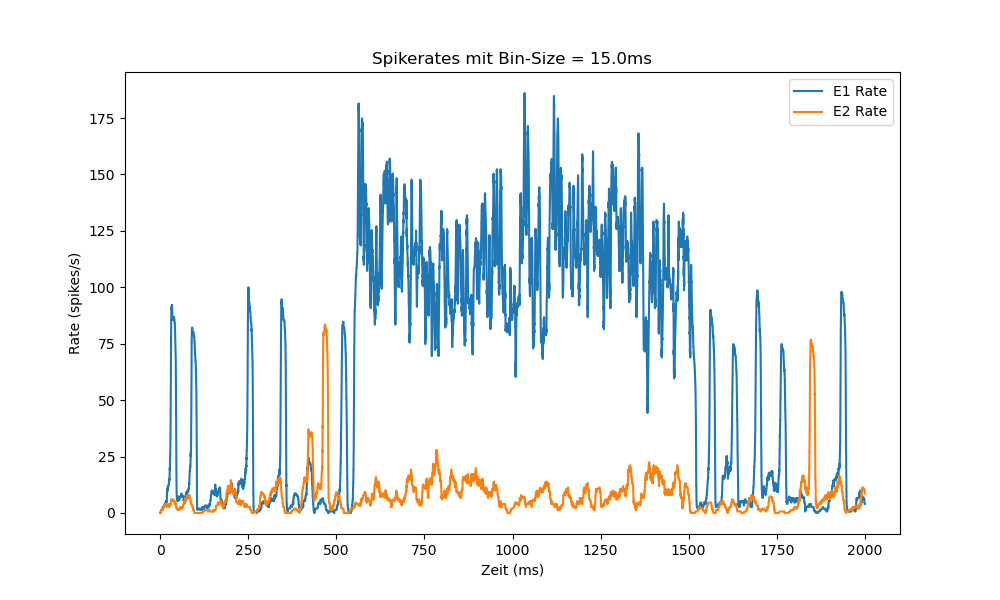 Spikerates mit Bin-Size = 15.0ms
E1 Rate
E2 Rate
Rate (spikes/s)
175
150
125
100
75
50
25
0
0 250 500 750 1000 1250 1500 1750 2000
Zeit (ms)